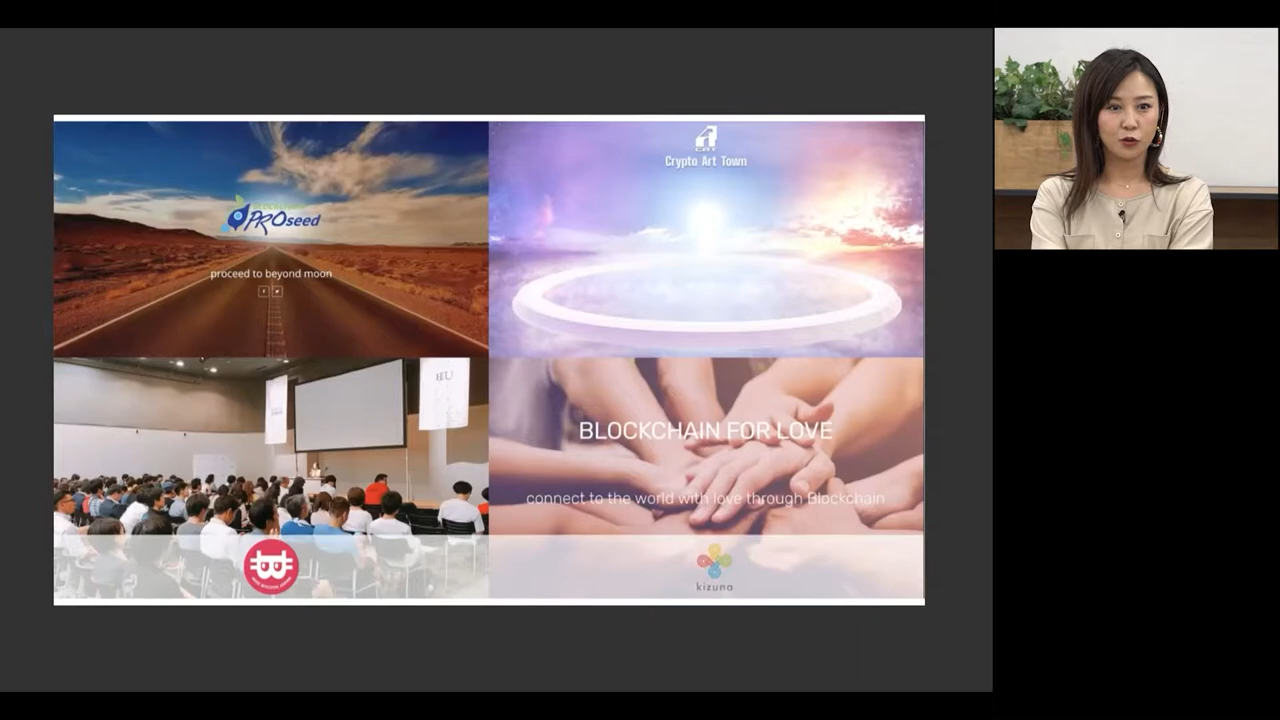 PROseed
proceed to beyond moon
CAT
Crypto Art Town
BLOCKCHAIN FOR LOVE
connect to the world with love through Blockchain
kizuna